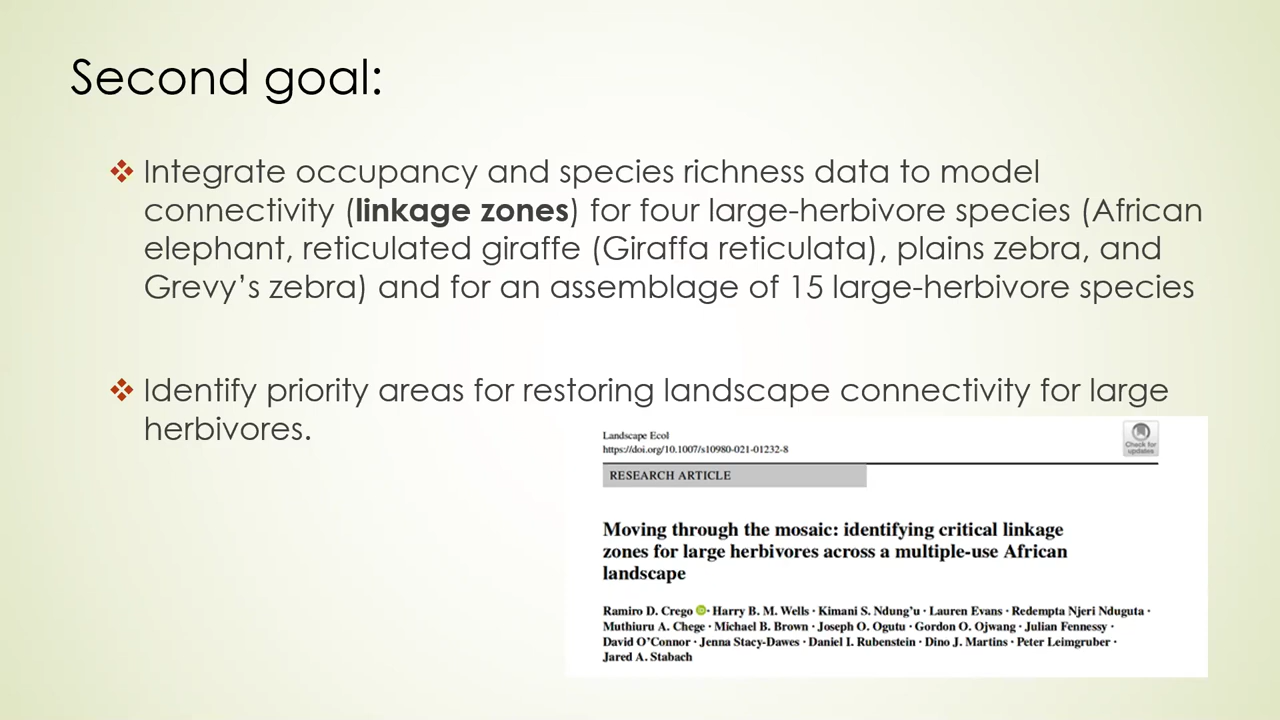 Second goal:
Integrate occupancy and species richness data to model
connectivity (linkage zones) for four large-herbivore species (African
elephant, reticulated giraffe (Giraffa reticulata), plains zebra, and
Grevy’s zebra) and for an assemblage of 15 large-herbivore species
Identify priority areas for restoring landscape connectivity for large
herbivores.
Landscape Ecol
https://doi.org/10.1007/s10980-021-01232-8
Check for
updates
RESEARCH ARTICLE
Moving through the mosaic: identifying critical linkage
zones for large herbivores across a multiple-use African
landscape
Ramiro D. Crego · Harry B. M. Wells · Kimani S. Ndung’u · Lauren Evans · Redempta Njeri Nduguta ·
Muthiuru A. Chege · Michael B. Brown · Joseph O. Ogutu · Gordon O. Ojwang · Julian Fennessy ·
David O’Connor · Jenna Stacy-Dawes · Daniel I. Rubenstein · Dino J. Martins · Peter Leimgruber ·
Jared A. Stabach